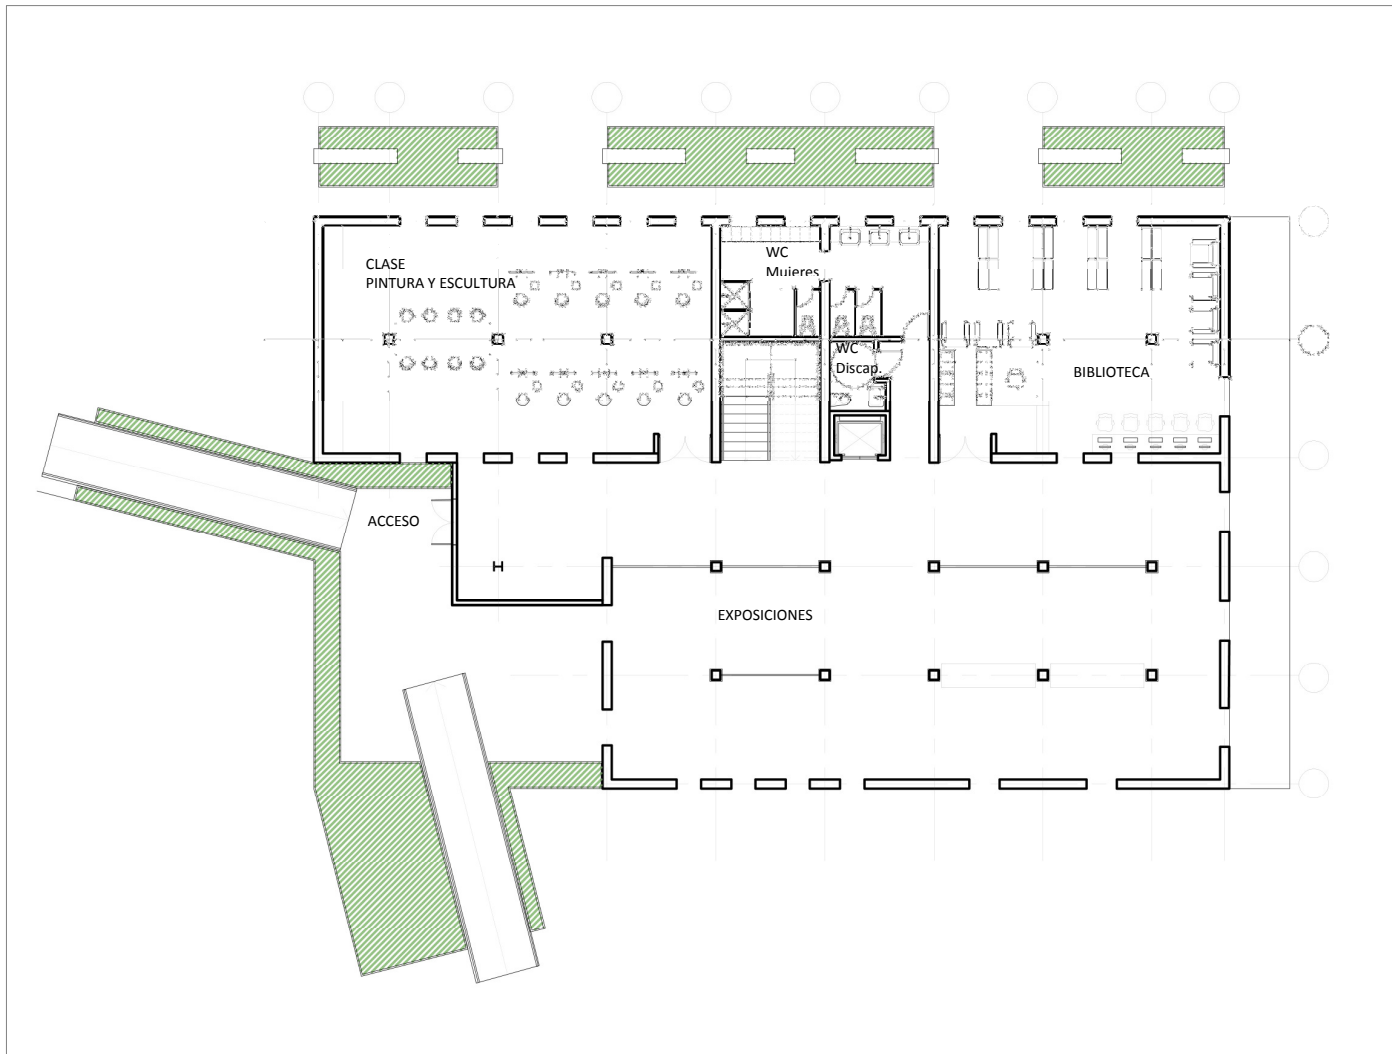 WC
Mujeres
CLASE
PINTURA Y ESCULTURA
WC
Discap.
BIBLIOTECA
ACCESO
EXPOSICIONES